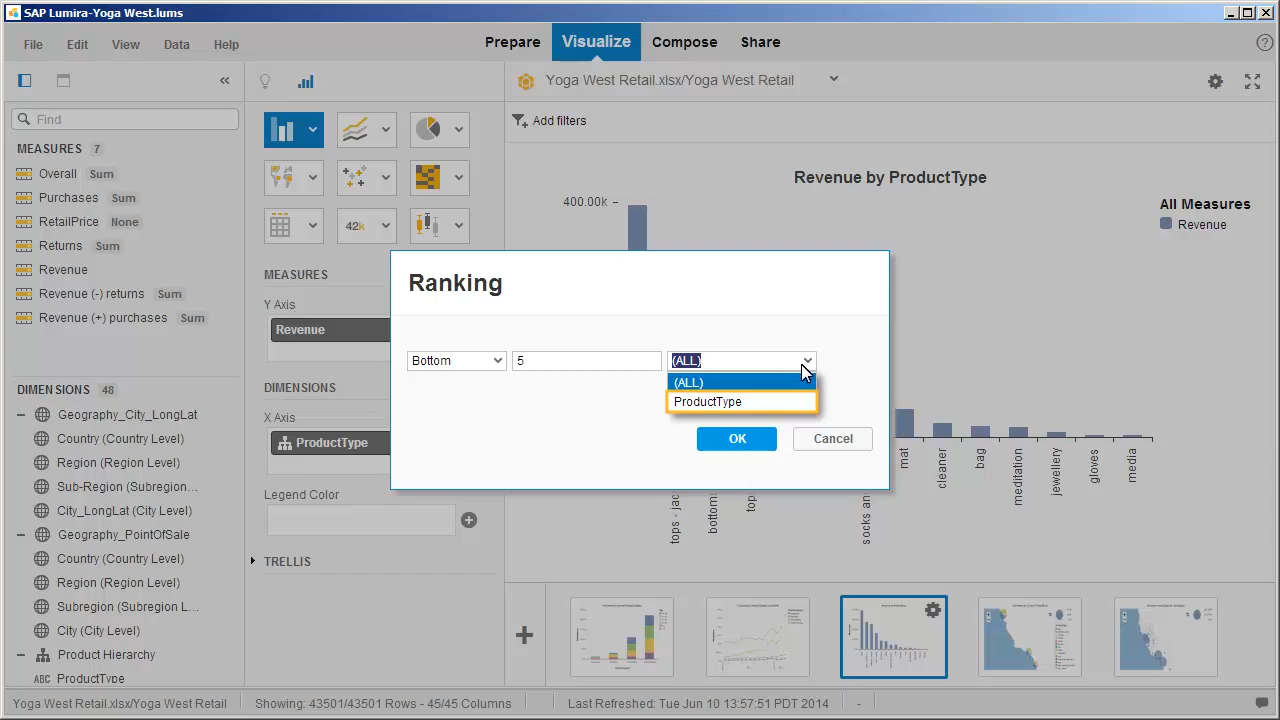 SAP Lumira-Yoga West.lums
File Edit View Data Help
Prepare Visualize Compose Share
Find
MEASURES 7
Overall Sum
Purchases Sum
RetailPrice None
Returns Sum
Revenue
Revenue (-) returns Sum
Revenue (+) purchases Sum
DIMENSIONS 48
Geography_City_LongLat
Country (Country Level)
Region (Region Level)
Sub-Region (Subregion...
City_LongLat (City Level)
Geography_PointOfSale
Country (Country Level)
Region (Region Level)
Subregion (Subregion L...
City (City Level)
Product Hierarchy
ABC ProductType
42k
MEASURES
Y Axis
Revenue
DIMENSIONS
X Axis
ProductType
Legend Color
TRELLIS
Yoga West Retail.xlsx/Yoga West Retail
Add filters
Revenue by ProductType
400.00k
All Measures
Revenue
Ranking
Bottom 5 (ALL)
(ALL)
ProductType
OK Cancel
tops - jac
bottom
top
socks an
mat
cleaner
bag
meditation
jewellery
gloves
media
Yoga West Retail.xlsx/Yoga West Retail Showing: 43501/43501 Rows - 45/45 Columns Last Refreshed: Tue Jun 10 13:57:51 PDT 2014 -